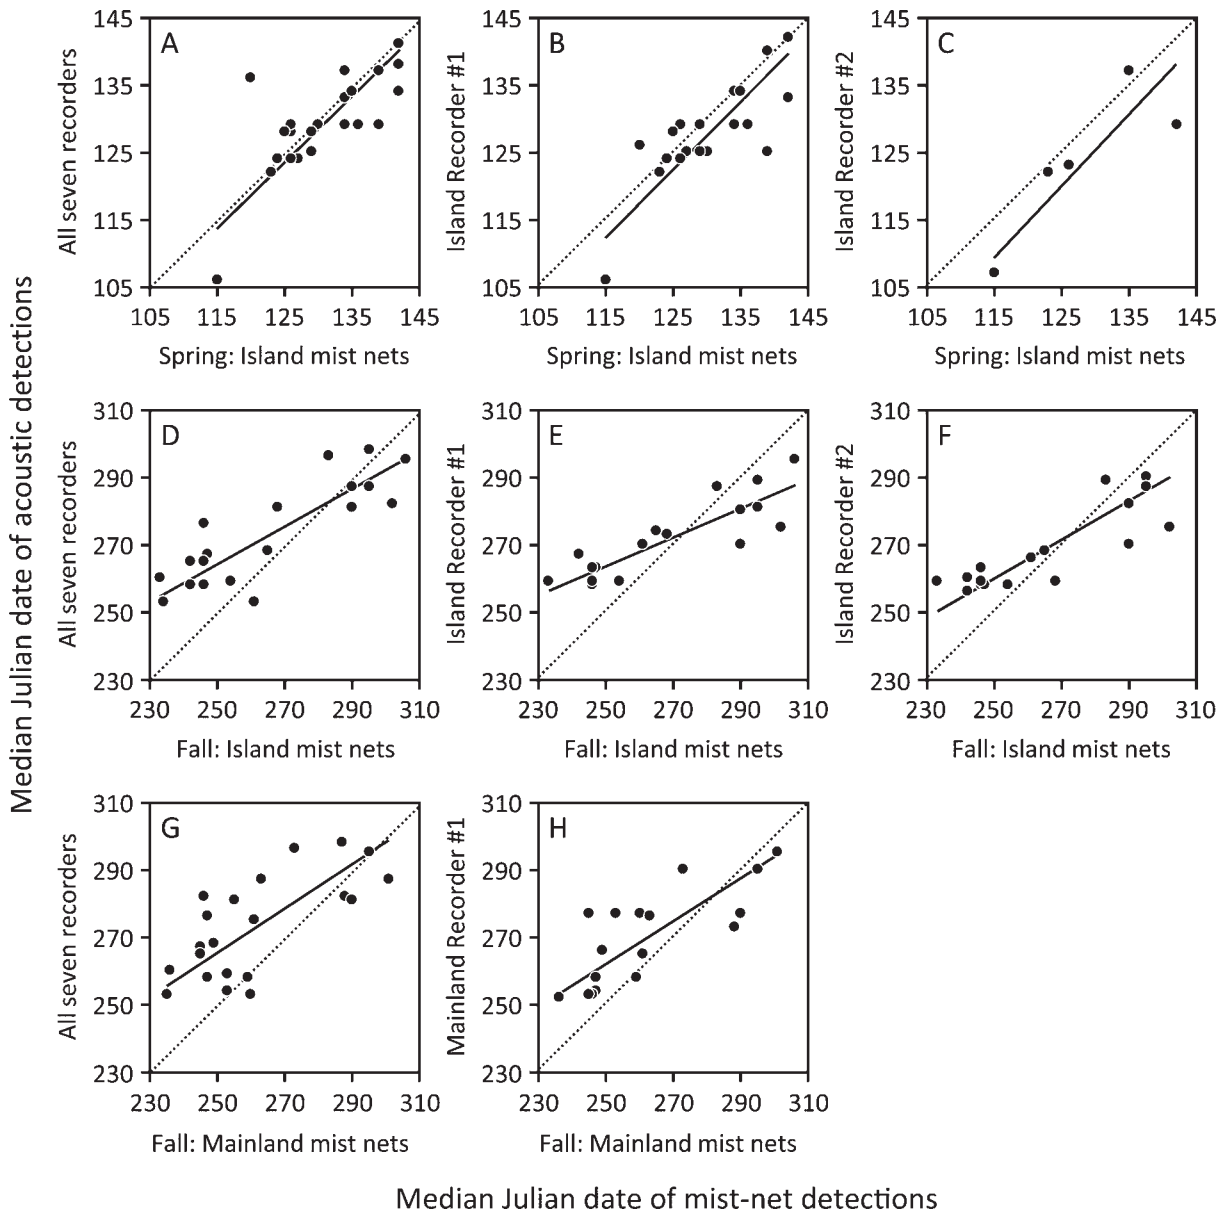 Median Julian date of acoustic detections
All seven recorders
A
145
135
125
115
105
105 115 125 135 145
Spring: Island mist nets
Island Recorder #1
B
145
135
125
115
105
105 115 125 135 145
Spring: Island mist nets
Island Recorder #2
C
145
135
125
115
105
105 115 125 135 145
Spring: Island mist nets
All seven recorders
D
310
290
270
250
230
230 250 270 290 310
Fall: Island mist nets
Island Recorder #1
E
310
290
270
250
230
230 250 270 290 310
Fall: Island mist nets
Island Recorder #2
F
310
290
270
250
230
230 250 270 290 310
Fall: Island mist nets
All seven recorders
G
310
290
270
250
230
230 250 270 290 310
Fall: Mainland mist nets
Mainland Recorder #1
H
310
290
270
250
230
230 250 270 290 310
Fall: Mainland mist nets
Median Julian date of mist-net detections